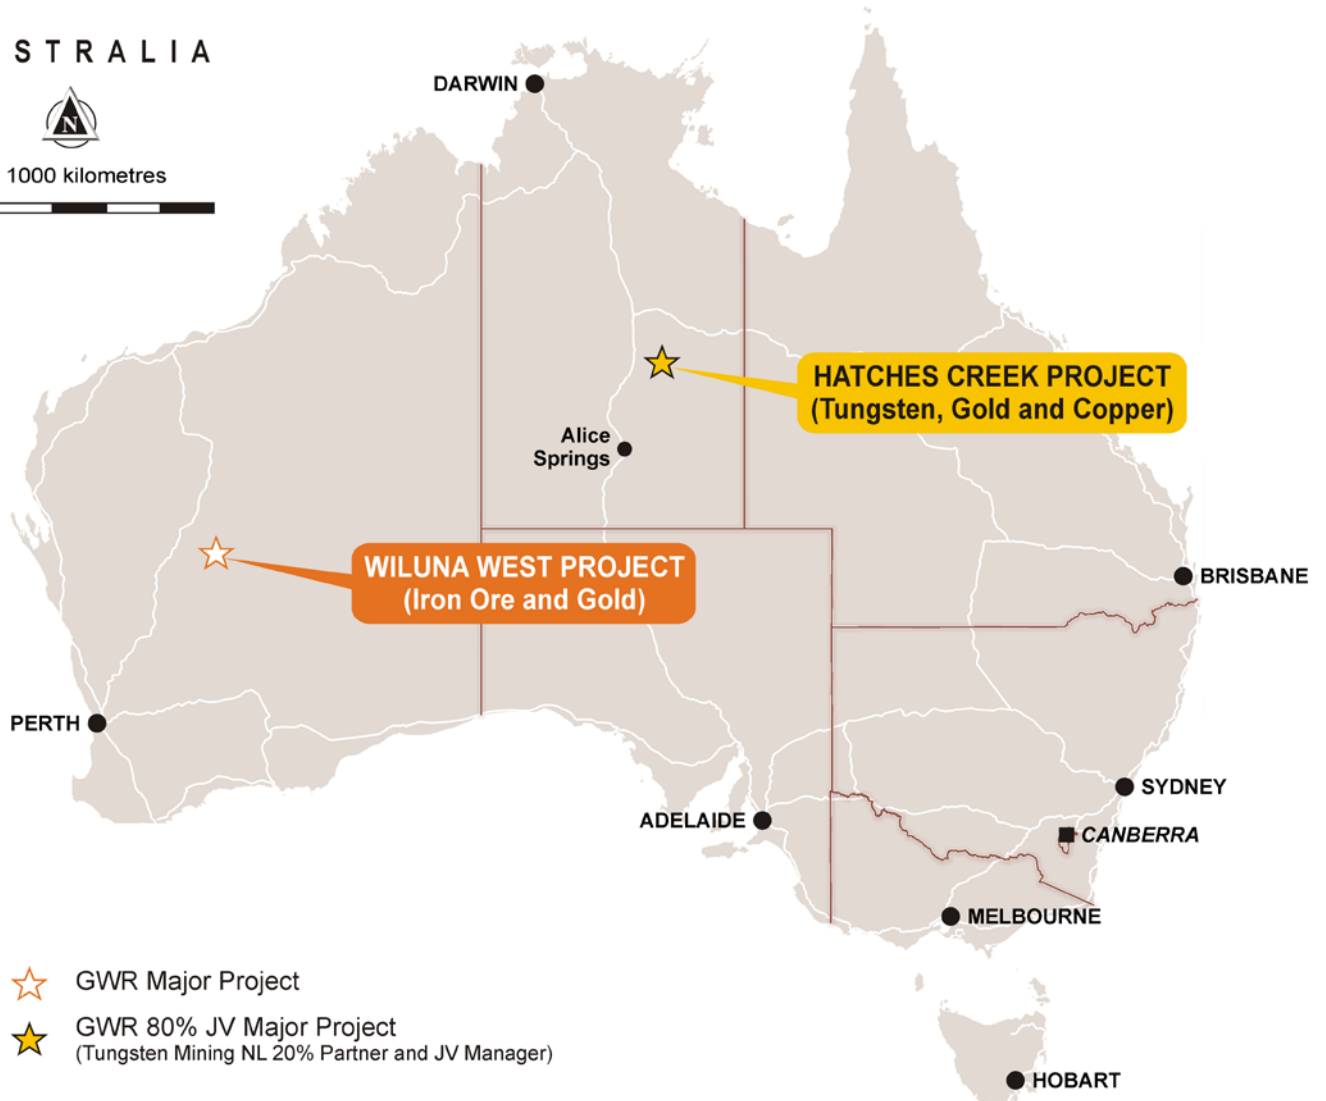 STRALIA
N
1000 kilometres
DARWIN
HATCHES CREEK PROJECT
(Tungsten, Gold and Copper)
Alice
Springs
WILUNA WEST PROJECT
(Iron Ore and Gold)
BRISBANE
PERTH
SYDNEY
ADELAIDE
CANBERRA
MELBOURNE
GWR Major Project
GWR 80% JV Major Project
(Tungsten Mining NL 20% Partner and JV Manager)
HOBART